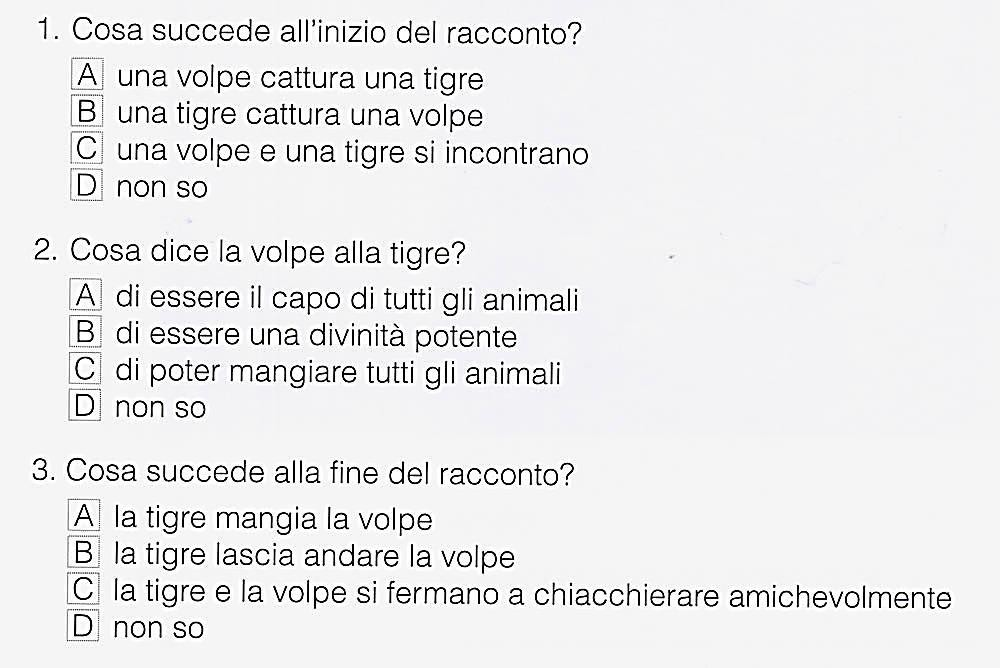 1. Cosa succede all'inizio del racconto?
A una volpe cattura una tigre
B una tigre cattura una volpe
C una volpe e una tigre si incontrano
D non so
2. Cosa dice la volpe alla tigre?
A di essere il capo di tutti gli animali
B di essere una divinità potente
C di poter mangiare tutti gli animali
D non so
3. Cosa succede alla fine del racconto?
A la tigre mangia la volpe
B la tigre lascia andare la volpe
C la tigre e la volpe si fermano a chiacchierare amichevolmente
D non so